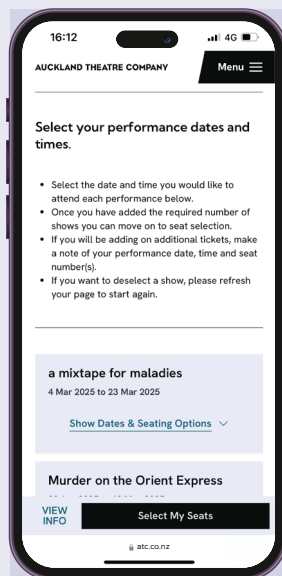 16:12
4G
AUCKLAND THEATRE COMPANY
Menu
Select your performance dates and
times.
• Select the date and time you would like to
attend each performance below.
• Once you have added the required number of
shows you can move on to seat selection.
• If you will be adding on additional tickets, make
a note of your performance date, time and seat
number(s).
• If you want to deselect a show, please refresh
your page to start again.
a mixtape for maladies
4 Mar 2025 to 23 Mar 2025
Show Dates & Seating Options
Murder on the Orient Express
VIEW
INFO
Select My Seats
atc.co.nz